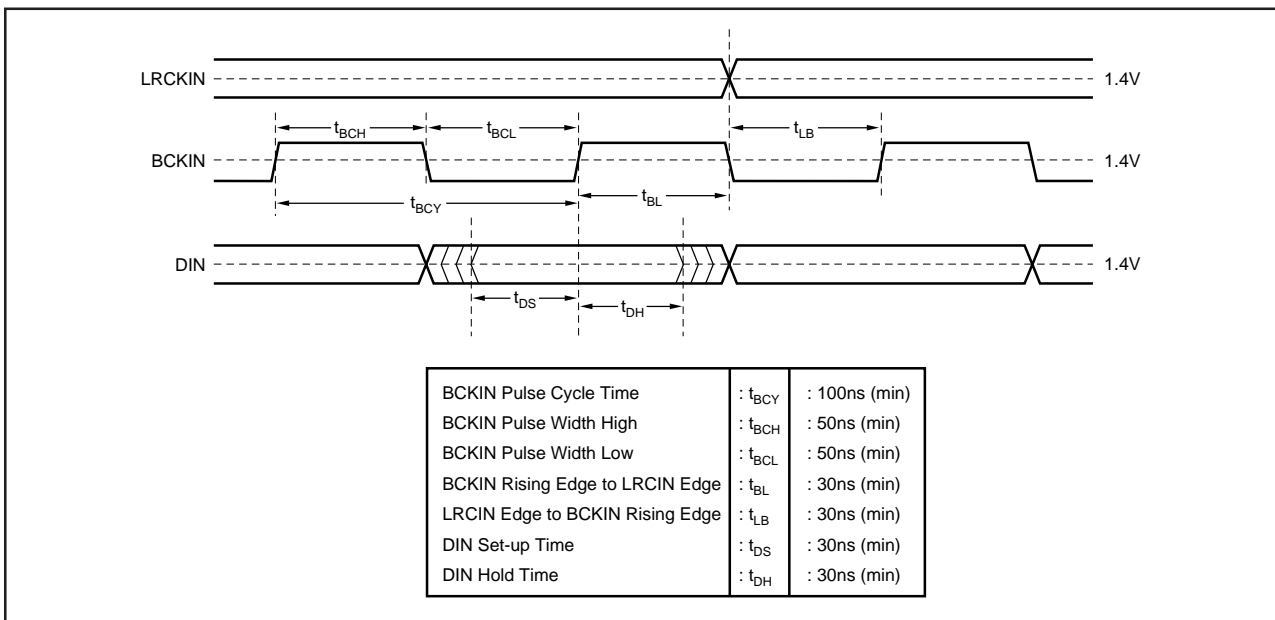 LRCKIN
1.4V
tBCH
tBCL
tLB
BCKIN
1.4V
tBCY
tBL
DIN
1.4V
tDS
tDH
BCKIN Pulse Cycle Time : tBCY : 100ns (min)
BCKIN Pulse Width High : tBCH : 50ns (min)
BCKIN Pulse Width Low : tBCL : 50ns (min)
BCKIN Rising Edge to LRCIN Edge : tBL : 30ns (min)
LRCIN Edge to BCKIN Rising Edge : tLB : 30ns (min)
DIN Set-up Time : tDS : 30ns (min)
DIN Hold Time : tDH : 30ns (min)